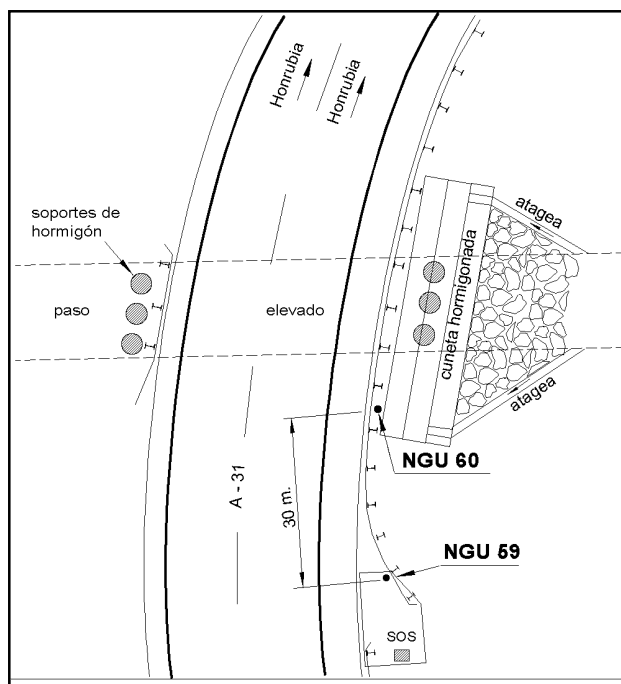 Honrubia
Honrubia
soportes de
hormigón
atagea
paso
elevado
cuneta hormigonada
atagea
NGU 60
A - 31
30 m.
NGU 59
SOS